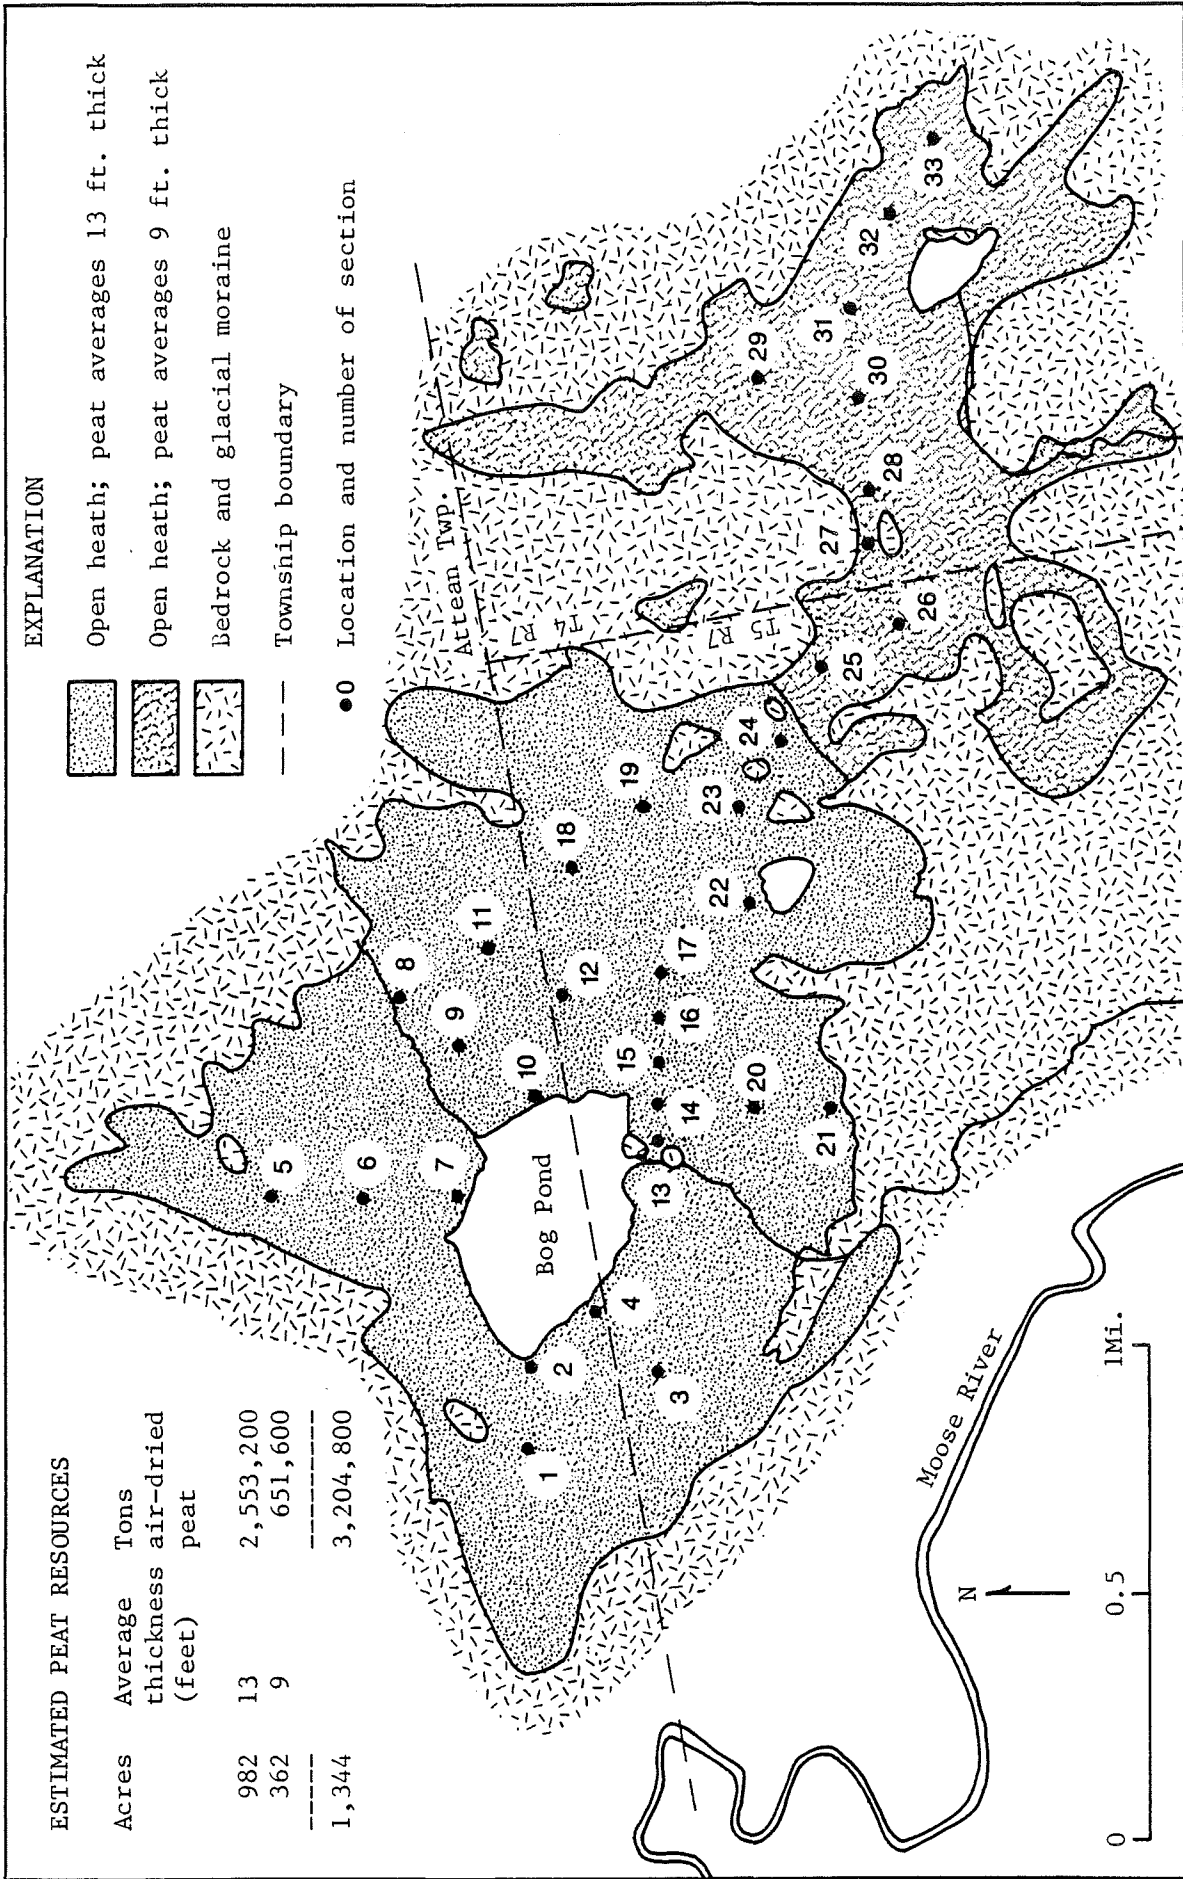 ESTIMATED PEAT RESOURCES
Acres Average Tons
thickness air-dried
(feet) peat
982 13 2,553,200
362 9 651,600
1,344 3,204,800
EXPLANATION
Open heath; peat averages 13 ft. thick
Open heath; peat averages 9 ft. thick
Bedrock and glacial moraine
Township boundary
0 Location and number of section
Attean Twp.
T4 R7
T5 R7
Bog Pond
1
2
3
4
5
6
7
8
9
10
11
12
13
14
15
16
17
18
19
20
21
22
23
24
25
26
27
28
29
30
31
32
33
Moose River
N
0 0.5 1Mi.